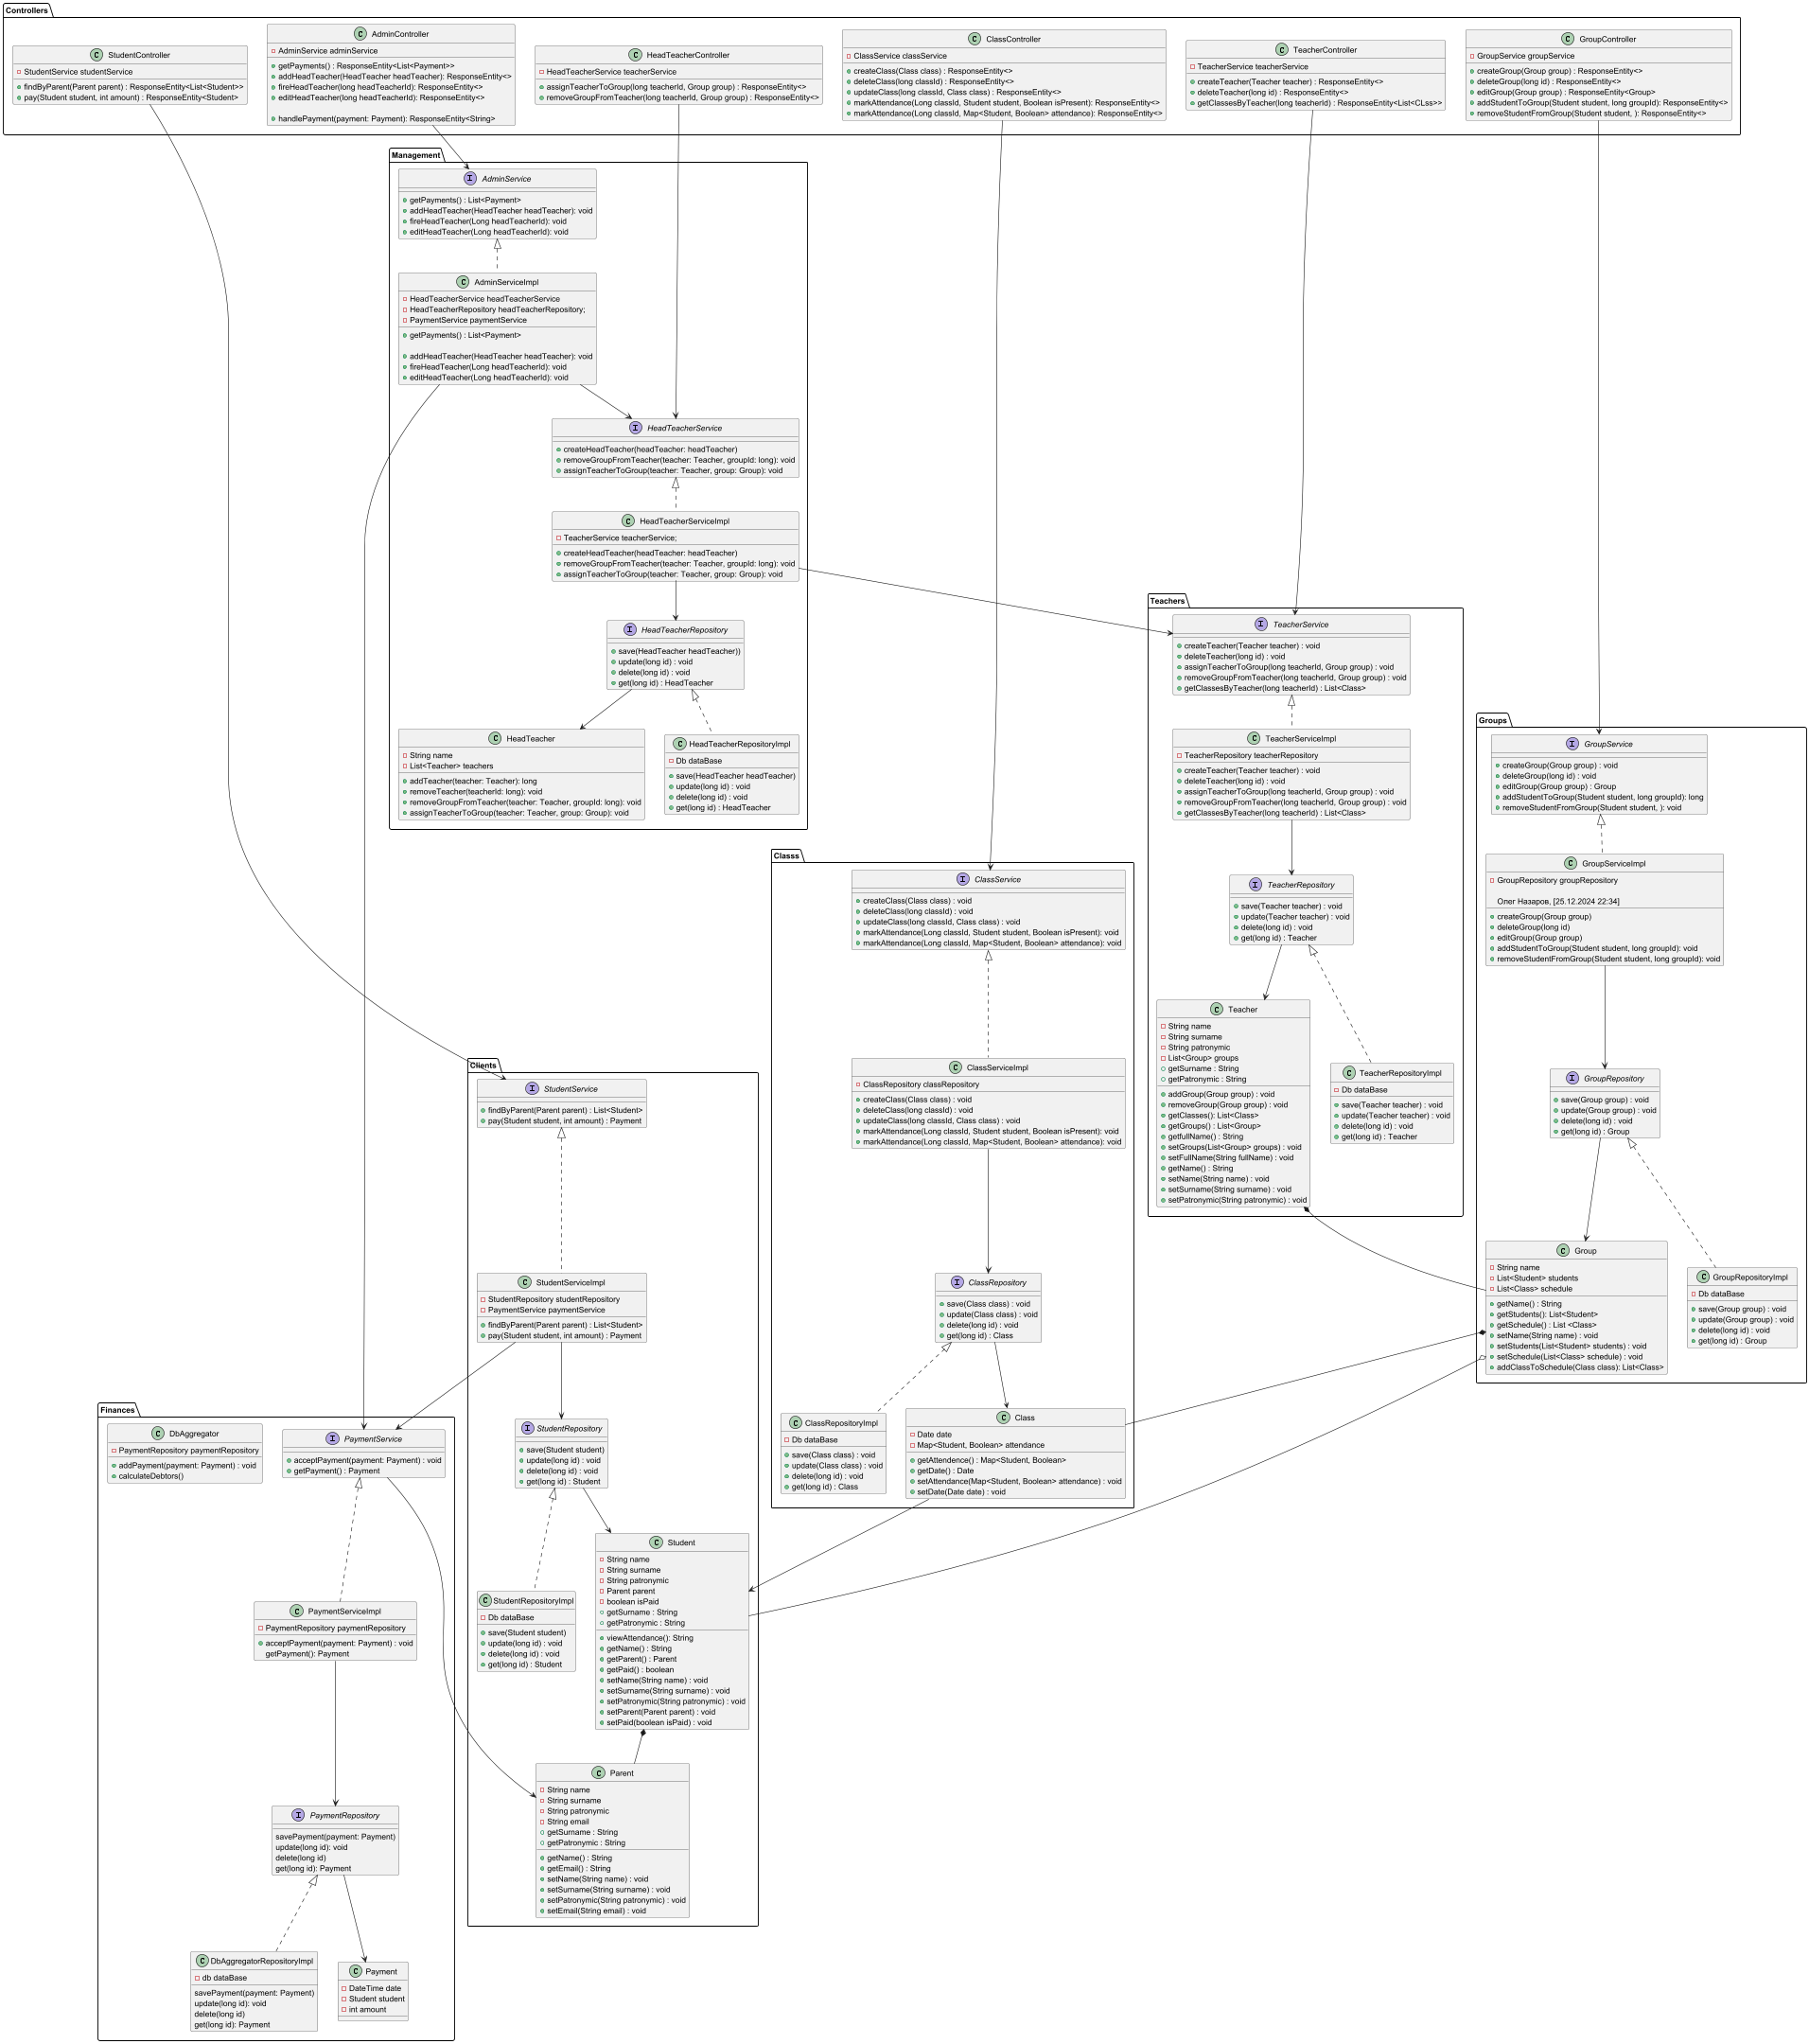 Controllers
StudentController
StudentService studentService
findByParent(Parent parent) : ResponseEntity<List<Student>>
pay(Student student, int amount) : ResponseEntity<Student>
AdminController
AdminService adminService
getPayments() : ResponseEntity<List<Payment>>
addHeadTeacher(HeadTeacher headTeacher): ResponseEntity<>
fireHeadTeacher(long headTeacherId): ResponseEntity<>
editHeadTeacher(long headTeacherId): ResponseEntity<>
handlePayment(payment: Payment): ResponseEntity<String>
HeadTeacherController
HeadTeacherService teacherService
assignTeacherToGroup(long teacherId, Group group) : ResponseEntity<>
removeGroupFromTeacher(long teacherId, Group group) : ResponseEntity<>
ClassController
ClassService classService
createClass(Class class) : ResponseEntity<>
deleteClass(long classId) : ResponseEntity<>
updateClass(long classId, Class class) : ResponseEntity<>
markAttendance(Long classId, Student student, Boolean isPresent): ResponseEntity<>
markAttendance(Long classId, Map<Student, Boolean> attendance): ResponseEntity<>
TeacherController
TeacherService teacherService
createTeacher(Teacher teacher) : ResponseEntity<>
deleteTeacher(long id) : ResponseEntity<>
getClassesByTeacher(long teacherId) : ResponseEntity<List<CLss>>
GroupController
GroupService groupService
createGroup(Group group) : ResponseEntity<>
deleteGroup(long id) : ResponseEntity<>
editGroup(Group group) : ResponseEntity<Group>
addStudentToGroup(Student student, long groupId): ResponseEntity<>
removeStudentFromGroup(Student student, ): ResponseEntity<>
Management
AdminService
getPayments() : List<Payment>
addHeadTeacher(HeadTeacher headTeacher): void
fireHeadTeacher(Long headTeacherId): void
editHeadTeacher(Long headTeacherId): void
AdminServiceImpl
HeadTeacherService headTeacherService
HeadTeacherRepository headTeacherRepository;
PaymentService paymentService
getPayments() : List<Payment>
addHeadTeacher(HeadTeacher headTeacher): void
fireHeadTeacher(Long headTeacherId): void
editHeadTeacher(Long headTeacherId): void
HeadTeacherService
createHeadTeacher(headTeacher: headTeacher)
removeGroupFromTeacher(teacher: Teacher, groupId: long): void
assignTeacherToGroup(teacher: Teacher, group: Group): void
HeadTeacherServiceImpl
TeacherService teacherService;
createHeadTeacher(headTeacher: headTeacher)
removeGroupFromTeacher(teacher: Teacher, groupId: long): void
assignTeacherToGroup(teacher: Teacher, group: Group): void
HeadTeacherRepository
save(HeadTeacher headTeacher))
update(long id) : void
delete(long id) : void
get(long id) : HeadTeacher
HeadTeacher
String name
List<Teacher> teachers
addTeacher(teacher: Teacher): long
removeTeacher(teacherId: long): void
removeGroupFromTeacher(teacher: Teacher, groupId: long): void
assignTeacherToGroup(teacher: Teacher, group: Group): void
HeadTeacherRepositoryImpl
Db dataBase
save(HeadTeacher headTeacher)
update(long id) : void
delete(long id) : void
get(long id) : HeadTeacher
Teachers
TeacherService
createTeacher(Teacher teacher) : void
deleteTeacher(long id) : void
assignTeacherToGroup(long teacherId, Group group) : void
removeGroupFromTeacher(long teacherId, Group group) : void
getClassesByTeacher(long teacherId) : List<Class>
TeacherServiceImpl
TeacherRepository teacherRepository
createTeacher(Teacher teacher) : void
deleteTeacher(long id) : void
assignTeacherToGroup(long teacherId, Group group) : void
removeGroupFromTeacher(long teacherId, Group group) : void
getClassesByTeacher(long teacherId) : List<Class>
TeacherRepository
save(Teacher teacher) : void
update(Teacher teacher) : void
delete(long id) : void
get(long id) : Teacher
Teacher
String name
String surname
String patronymic
List<Group> groups
getSurname : String
getPatronymic : String
addGroup(Group group) : void
removeGroup(Group group) : void
getClasses(): List<Class>
getGroups() : List<Group>
getfullName() : String
setGroups(List<Group> groups) : void
setFullName(String fullName) : void
getName() : String
setName(String name) : void
setSurname(String surname) : void
setPatronymic(String patronymic) : void
TeacherRepositoryImpl
Db dataBase
save(Teacher teacher) : void
update(Teacher teacher) : void
delete(long id) : void
get(long id) : Teacher
Groups
GroupService
createGroup(Group group) : void
deleteGroup(long id) : void
editGroup(Group group) : Group
addStudentToGroup(Student student, long groupId): long
removeStudentFromGroup(Student student, ): void
GroupServiceImpl
GroupRepository groupRepository
Олег Назаров, [25.12.2024 22:34]
createGroup(Group group)
deleteGroup(long id)
editGroup(Group group)
addStudentToGroup(Student student, long groupId): void
removeStudentFromGroup(Student student, long groupId): void
GroupRepository
save(Group group) : void
update(Group group) : void
delete(long id) : void
get(long id) : Group
Group
String name
List<Student> students
List<Class> schedule
getName() : String
getStudents(): List<Student>
getSchedule() : List <Class>
setName(String name) : void
setStudents(List<Student> students) : void
setSchedule(List<Class> schedule) : void
addClassToSchedule(Class class): List<Class>
GroupRepositoryImpl
Db dataBase
save(Group group) : void
update(Group group) : void
delete(long id) : void
get(long id) : Group
Classs
ClassService
createClass(Class class) : void
deleteClass(long classId) : void
updateClass(long classId, Class class) : void
markAttendance(Long classId, Student student, Boolean isPresent): void
markAttendance(Long classId, Map<Student, Boolean> attendance): void
ClassServiceImpl
ClassRepository classRepository
createClass(Class class) : void
deleteClass(long classId) : void
updateClass(long classId, Class class) : void
markAttendance(Long classId, Student student, Boolean isPresent): void
markAttendance(Long classId, Map<Student, Boolean> attendance): void
ClassRepository
save(Class class) : void
update(Class class) : void
delete(long id) : void
get(long id) : Class
ClassRepositoryImpl
Db dataBase
save(Class class) : void
update(Class class) : void
delete(long id) : void
get(long id) : Class
Class
Date date
Map<Student, Boolean> attendance
getAttendence() : Map<Student, Boolean>
getDate() : Date
setAttendance(Map<Student, Boolean> attendance) : void
setDate(Date date) : void
Clients
StudentService
findByParent(Parent parent) : List<Student>
pay(Student student, int amount) : Payment
StudentServiceImpl
StudentRepository studentRepository
PaymentService paymentService
findByParent(Parent parent) : List<Student>
pay(Student student, int amount) : Payment
StudentRepository
save(Student student)
update(long id) : void
delete(long id) : void
get(long id) : Student
StudentRepositoryImpl
Db dataBase
save(Student student)
update(long id) : void
delete(long id) : void
get(long id) : Student
Student
String name
String surname
String patronymic
Parent parent
boolean isPaid
getSurname : String
getPatronymic : String
viewAttendance(): String
getName() : String
getParent() : Parent
getPaid() : boolean
setName(String name) : void
setSurname(String surname) : void
setPatronymic(String patronymic) : void
setParent(Parent parent) : void
setPaid(boolean isPaid) : void
Parent
String name
String surname
String patronymic
String email
getSurname : String
getPatronymic : String
getName() : String
getEmail() : String
setName(String name) : void
setSurname(String surname) : void
setPatronymic(String patronymic) : void
setEmail(String email) : void
Finances
DbAggregator
PaymentRepository paymentRepository
addPayment(payment: Payment) : void
calculateDebtors()
PaymentService
acceptPayment(payment: Payment) : void
getPayment() : Payment
PaymentServiceImpl
PaymentRepository paymentRepository
acceptPayment(payment: Payment) : void
getPayment(): Payment
PaymentRepository
savePayment(payment: Payment)
update(long id): void
delete(long id)
get(long id): Payment
DbAggregatorRepositoryImpl
db dataBase
savePayment(payment: Payment)
update(long id): void
delete(long id)
get(long id): Payment
Payment
DateTime date
Student student
int amount